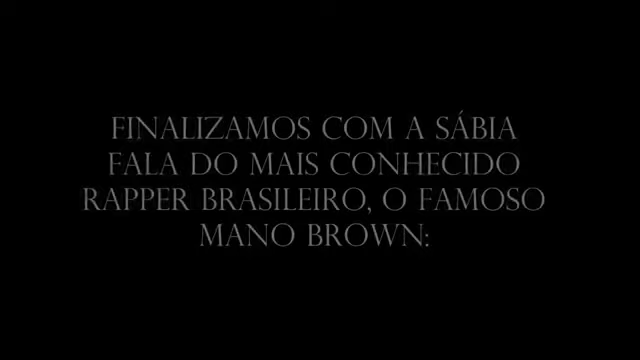 FINALIZAMOS COM A SÁBIA
FALA DO MAIS CONHECIDO
RAPPER BRASILEIRO, O FAMOSO
MANO BROWN: